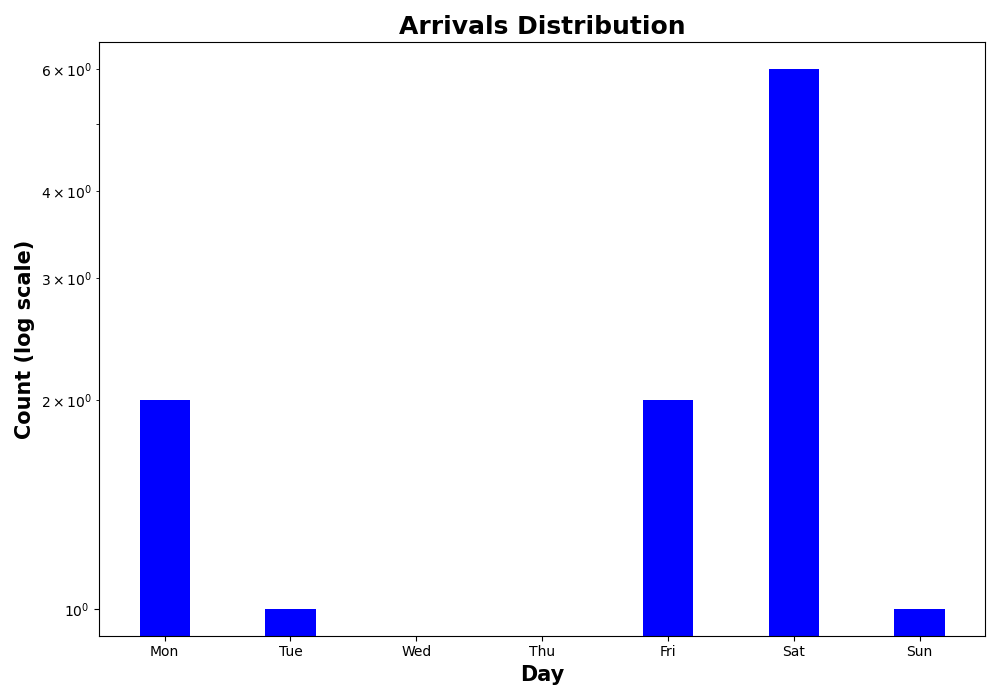 Arrivals Distribution
6 × 10⁰
4 × 10⁰
3 × 10⁰
2 × 10⁰
10⁰
Count (log scale)
Mon Tue Wed Thu Fri Sat Sun
Day